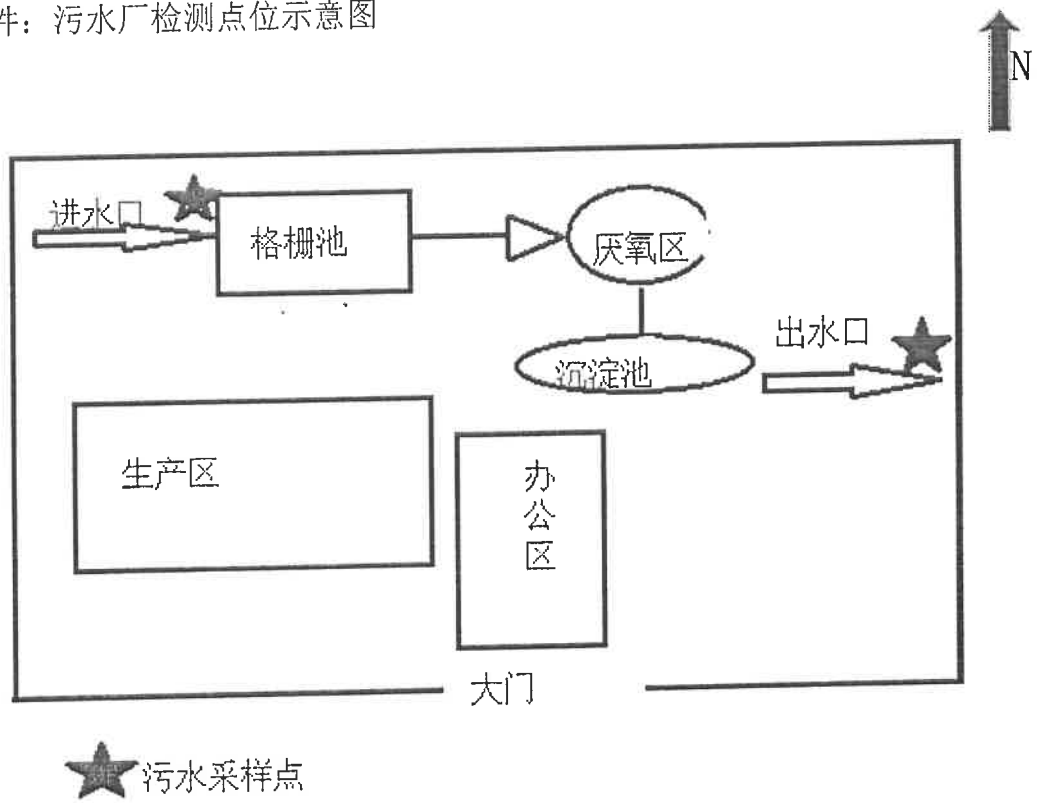 件：污水厂检测点位示意图
N
进水口
格栅池
厌氧区
出水口
沉淀池
生产区
办
公
区
大门
污水采样点